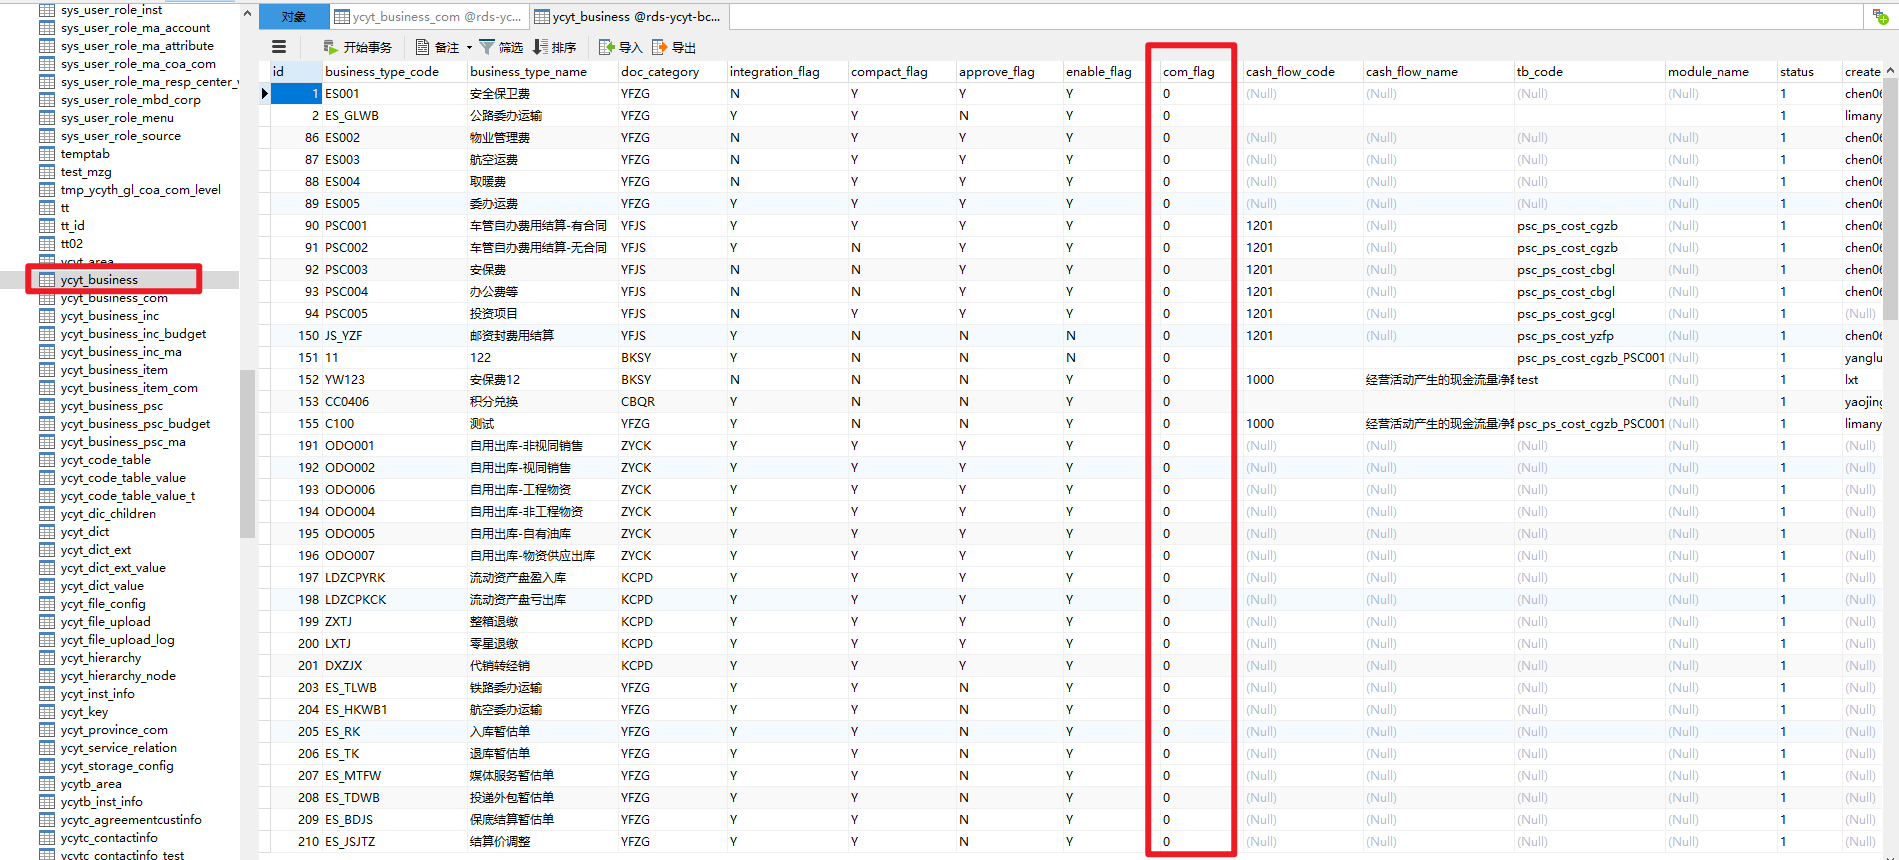 sys_user_role_inst
sys_user_role_ma_account
sys_user_role_ma_attribute
sys_user_role_ma_coa_com
sys_user_role_ma_resp_center_
sys_user_role_mbd_corp
sys_user_role_menu
sys_user_role_source
temptab
test_mzg
tmp_ycyth_gl_coa_com_level
tt
tt_id
tt02
ycyt_area
ycyt_business
ycyt_business_com
ycyt_business_inc
ycyt_business_inc_budget
ycyt_business_inc_ma
ycyt_business_item
ycyt_business_item_com
ycyt_business_psc
ycyt_business_psc_budget
ycyt_business_psc_ma
ycyt_code_table
ycyt_code_table_value
ycyt_code_table_value_t
ycyt_dic_children
ycyt_dict
ycyt_dict_ext
ycyt_dict_ext_value
ycyt_dict_value
ycyt_file_config
ycyt_file_upload
ycyt_file_upload_log
ycyt_hierarchy
ycyt_hierarchy_node
ycyt_inst_info
ycyt_key
ycyt_province_com
ycyt_service_relation
ycyt_storage_config
ycytb_area
ycytb_inst_info
ycytc_agreementcustinfo
ycytc_contactinfo
ycytc_contactinfo_test
对象 ycyt_business_com @rds-yc... ycyt_business @rds-ycyt-bc...
开始事务 备注 筛选 排序 导入 导出
id business_type_code business_type_name doc_category integration_flag compact_flag approve_flag enable_flag com_flag cash_flow_code cash_flow_name tb_code module_name status create
1 ES001 安全保卫费 YFZG N Y Y Y 0 (Null) (Null) (Null) (Null) 1 chen06
2 ES_GLWB 公路委办运输 YFZG Y Y N Y 0 1 limany
86 ES002 物业管理费 YFZG N Y Y Y 0 (Null) (Null) (Null) (Null) 1 chen06
87 ES003 航空运费 YFZG N Y Y Y 0 (Null) (Null) (Null) (Null) 1 chen06
88 ES004 取暖费 YFZG N Y Y Y 0 (Null) (Null) (Null) (Null) 1 chen06
89 ES005 委办运费 YFZG Y Y Y Y 0 (Null) (Null) (Null) (Null) 1 chen06
90 PSC001 车管自办费用结算-有合同 YFJS Y Y Y Y 0 1201 (Null) psc_ps_cost_cgzb (Null) 1 chen06
91 PSC002 车管自办费用结算-无合同 YFJS Y N Y Y 0 1201 (Null) psc_ps_cost_cgzb (Null) 1 chen06
92 PSC003 安保费 YFJS N N Y Y 0 1201 (Null) psc_ps_cost_cbgl (Null) 1 chen06
93 PSC004 办公费等 YFJS N N Y Y 0 1201 (Null) psc_ps_cost_cbgl (Null) 1 chen06
94 PSC005 投资项目 YFJS N Y Y Y 0 1201 (Null) psc_ps_cost_gcgl (Null) 1 (Null)
150 JS_YZF 邮资封费用结算 YFJS Y N N N 0 1201 (Null) psc_ps_cost_yzfp (Null) 1 chen06
151 11 122 BKSY Y N N N 0 psc_ps_cost_cgzb_PSC001 (Null) 1 yanglu
152 YW123 安保费12 BKSY N N N Y 0 1000 经营活动产生的现金流量净 test (Null) 1 lxt
153 CC0406 积分兑换 CBQR Y N N Y 0 (Null) 1 yaojing
155 C100 测试 YFZG Y N N Y 0 1000 经营活动产生的现金流量净 psc_ps_cost_cgzb_PSC001 (Null) 1 limany
191 ODO001 自用出库-非视同销售 ZYCK Y Y Y Y 0 (Null) (Null) (Null) (Null) 1 (Null)
192 ODO002 自用出库-视同销售 ZYCK Y Y Y Y 0 (Null) (Null) (Null) (Null) 1 (Null)
193 ODO006 自用出库-工程物资 ZYCK Y Y Y Y 0 (Null) (Null) (Null) (Null) 1 (Null)
194 ODO004 自用出库-非工程物资 ZYCK Y Y Y Y 0 (Null) (Null) (Null) (Null) 1 (Null)
195 ODO005 自用出库-自有油库 ZYCK Y Y Y Y 0 (Null) (Null) (Null) (Null) 1 (Null)
196 ODO007 自用出库-物资供应出库 ZYCK Y Y Y Y 0 (Null) (Null) (Null) (Null) 1 (Null)
197 LDZCPYRK 流动资产盘盈入库 KCPD Y Y Y Y 0 (Null) (Null) (Null) (Null) 1 (Null)
198 LDZCPKCK 流动资产盘亏出库 KCPD Y Y Y Y 0 (Null) (Null) (Null) (Null) 1 (Null)
199 ZXTJ 整箱退缴 KCPD Y Y Y Y 0 (Null) (Null) (Null) (Null) 1 (Null)
200 LXTJ 零星退缴 KCPD Y Y Y Y 0 (Null) (Null) (Null) (Null) 1 (Null)
201 DXZJX 代销转经销 KCPD Y Y Y Y 0 (Null) (Null) (Null) (Null) 1 (Null)
203 ES_TLWB 铁路委办运输 YFZG Y Y N Y 0 (Null) (Null) (Null) (Null) 1 (Null)
204 ES_HKWB1 航空委办运输 YFZG Y Y N Y 0 (Null) (Null) (Null) (Null) 1 (Null)
205 ES_RK 入库暂估单 YFZG Y Y N Y 0 (Null) (Null) (Null) (Null) 1 (Null)
206 ES_TK 退库暂估单 YFZG Y Y N Y 0 (Null) (Null) (Null) (Null) 1 (Null)
207 ES_MTFW 媒体服务暂估单 YFZG Y Y N Y 0 (Null) (Null) (Null) (Null) 1 (Null)
208 ES_TDWB 投递外包暂估单 YFZG Y Y N Y 0 (Null) (Null) (Null) (Null) 1 (Null)
209 ES_BDJS 保底结算暂估单 YFZG Y Y N Y 0 (Null) (Null) (Null) (Null) 1 (Null)
210 ES_JSJTZ 结算价调整 YFZG Y Y N Y 0 (Null) (Null) (Null) (Null) 1 (Null)